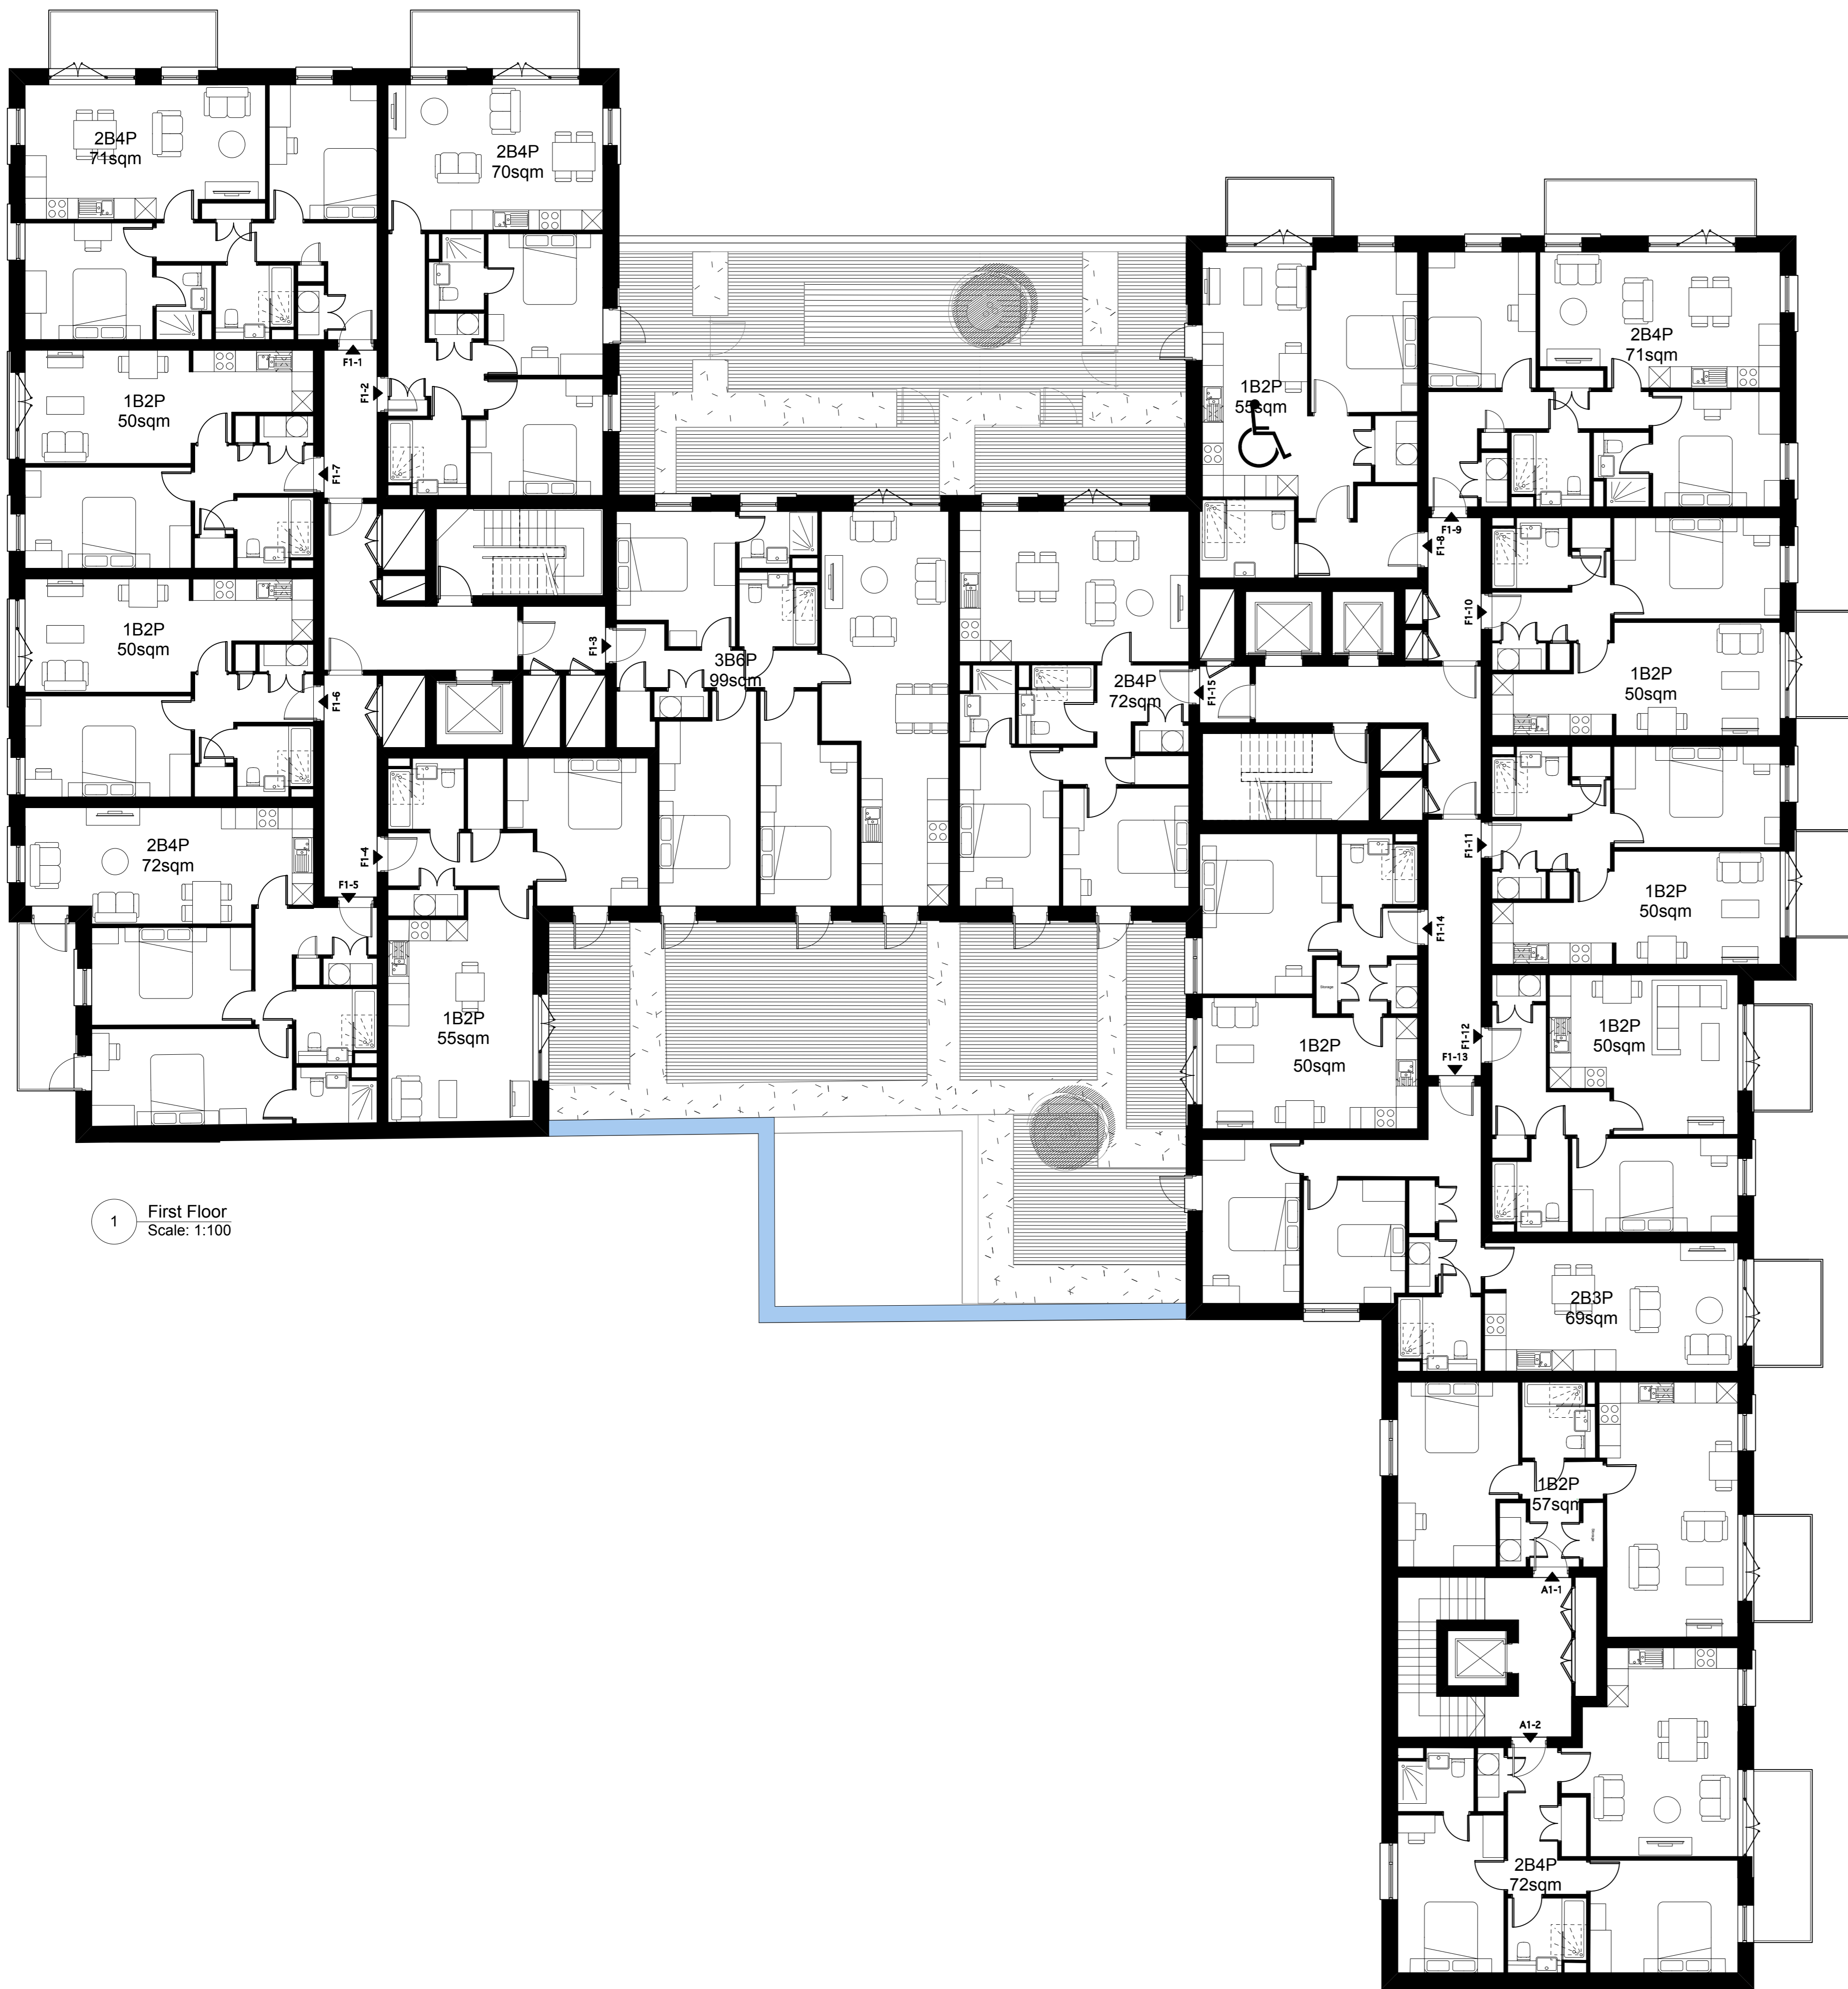 2B4P
71sqm
2B4P
70sqm
F1-1
F1-2
1B2P
50sqm
F1-7
1B2P
50sqm
F1-6
F1-3
3B6P
99sqm
2B4P
72sqm
F1-15
1B2P
55sqm
2B4P
71sqm
F1-9
F1-8
F1-10
1B2P
50sqm
F1-11
1B2P
50sqm
2B4P
72sqm
F1-5
F1-4
1B2P
55sqm
F1-14
Storage
1B2P
50sqm
F1-12
F1-13
1B2P
50sqm
1
First Floor
Scale: 1:100
2B3P
69sqm
1B2P
57sqm
Storage
A1-1
A1-2
2B4P
72sqm